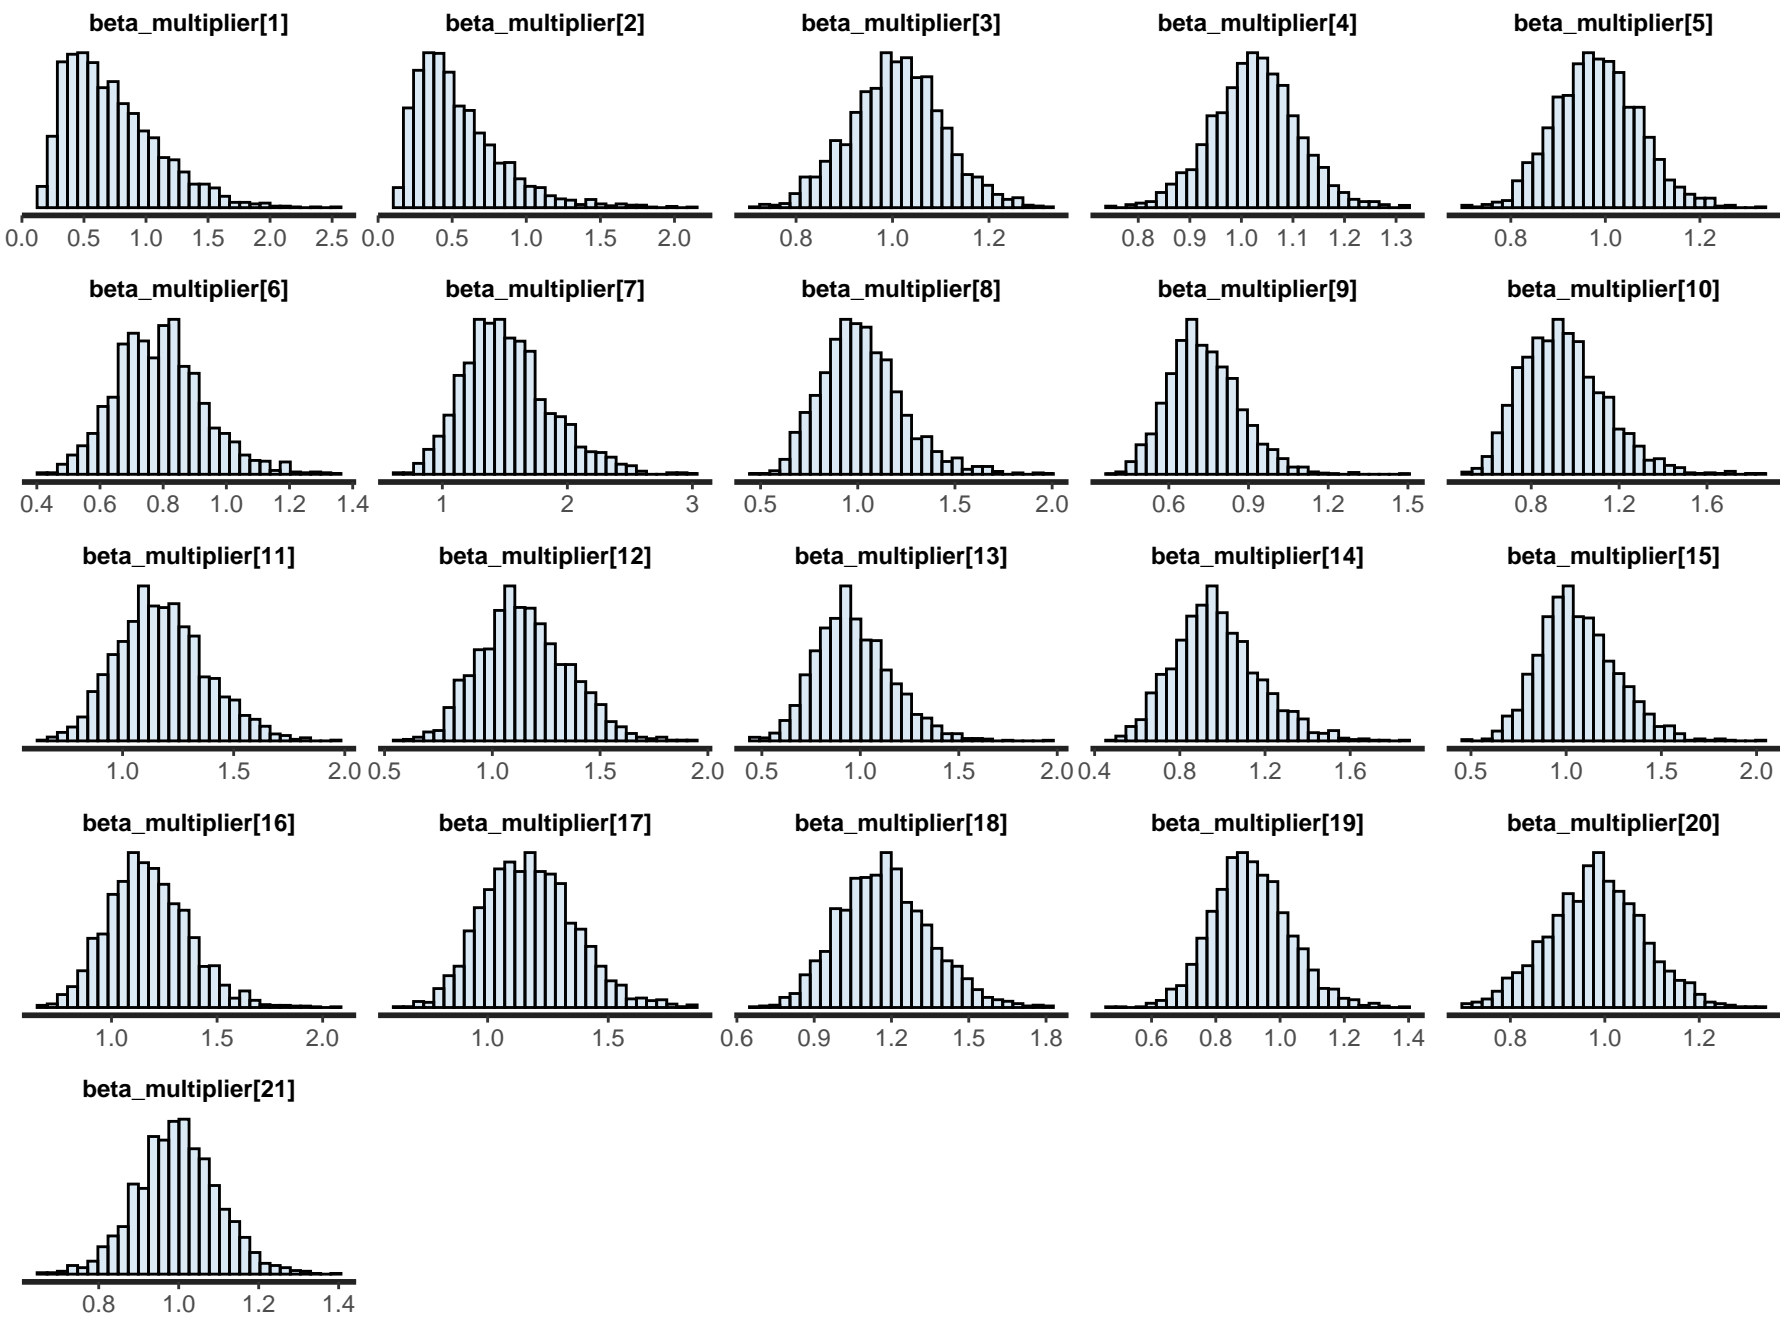 beta_multiplier[1] beta_multiplier[2] beta_multiplier[3] beta_multiplier[4] beta_multiplier[5]
0.0 0.5 1.0 1.5 2.0 2.5 0.0 0.5 1.0 1.5 2.0 0.8 1.0 1.2 0.8 0.9 1.0 1.1 1.2 1.3 0.8 1.0 1.2
beta_multiplier[6] beta_multiplier[7] beta_multiplier[8] beta_multiplier[9] beta_multiplier[10]
0.4 0.6 0.8 1.0 1.2 1.4 1 2 3 0.5 1.0 1.5 2.0 0.6 0.9 1.2 1.5 0.8 1.2 1.6
beta_multiplier[11] beta_multiplier[12] beta_multiplier[13] beta_multiplier[14] beta_multiplier[15]
1.0 1.5 2.0 0.5 1.0 1.5 2.0 0.5 1.0 1.5 2.0 0.4 0.8 1.2 1.6 0.5 1.0 1.5 2.0
beta_multiplier[16] beta_multiplier[17] beta_multiplier[18] beta_multiplier[19] beta_multiplier[20]
1.0 1.5 2.0 1.0 1.5 0.6 0.9 1.2 1.5 1.8 0.6 0.8 1.0 1.2 1.4 0.8 1.0 1.2
beta_multiplier[21]
0.8 1.0 1.2 1.4